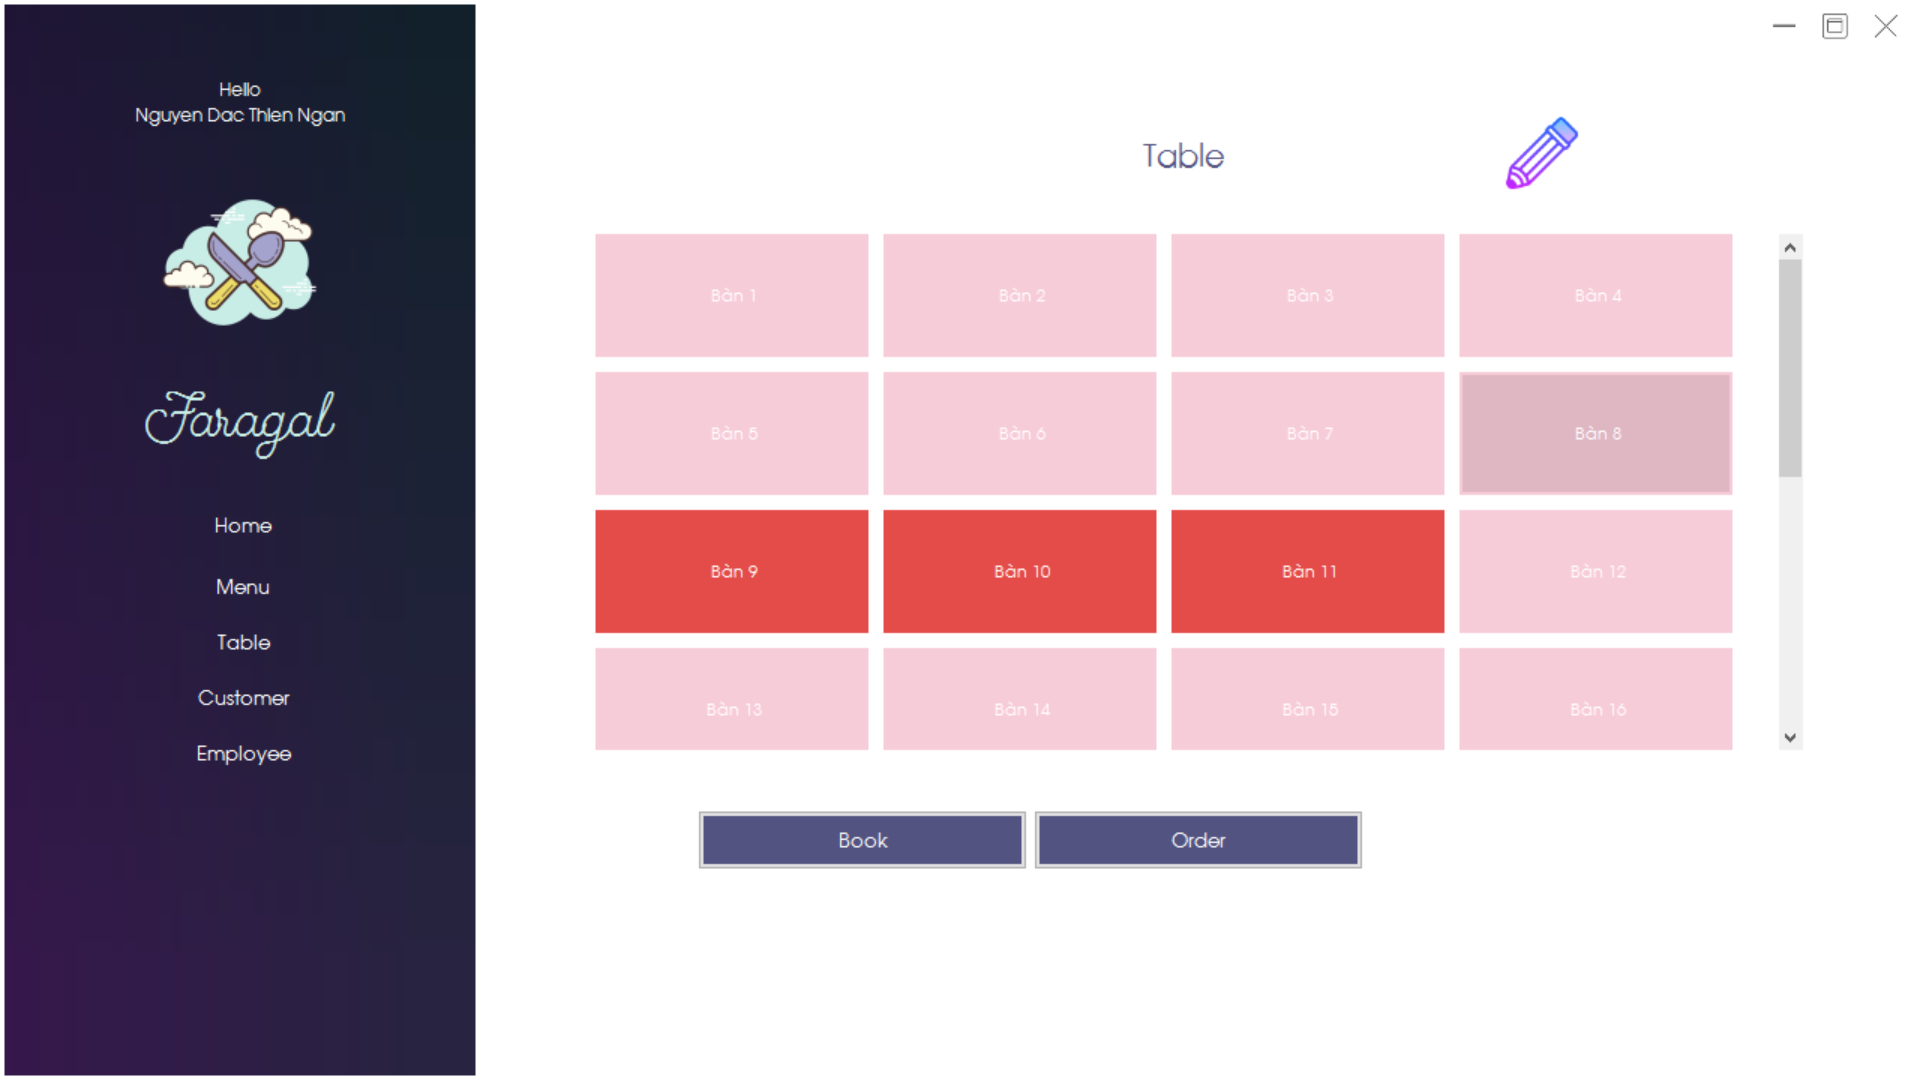 Hello
Nguyen Dac Thien Ngan
Faragal
Home
Menu
Table
Customer
Employee
Table
Bàn 1
Bàn 2
Bàn 3
Bàn 4
Bàn 5
Bàn 6
Bàn 7
Bàn 8
Bàn 9
Bàn 10
Bàn 11
Bàn 12
Bàn 13
Bàn 14
Bàn 15
Bàn 16
Book
Order